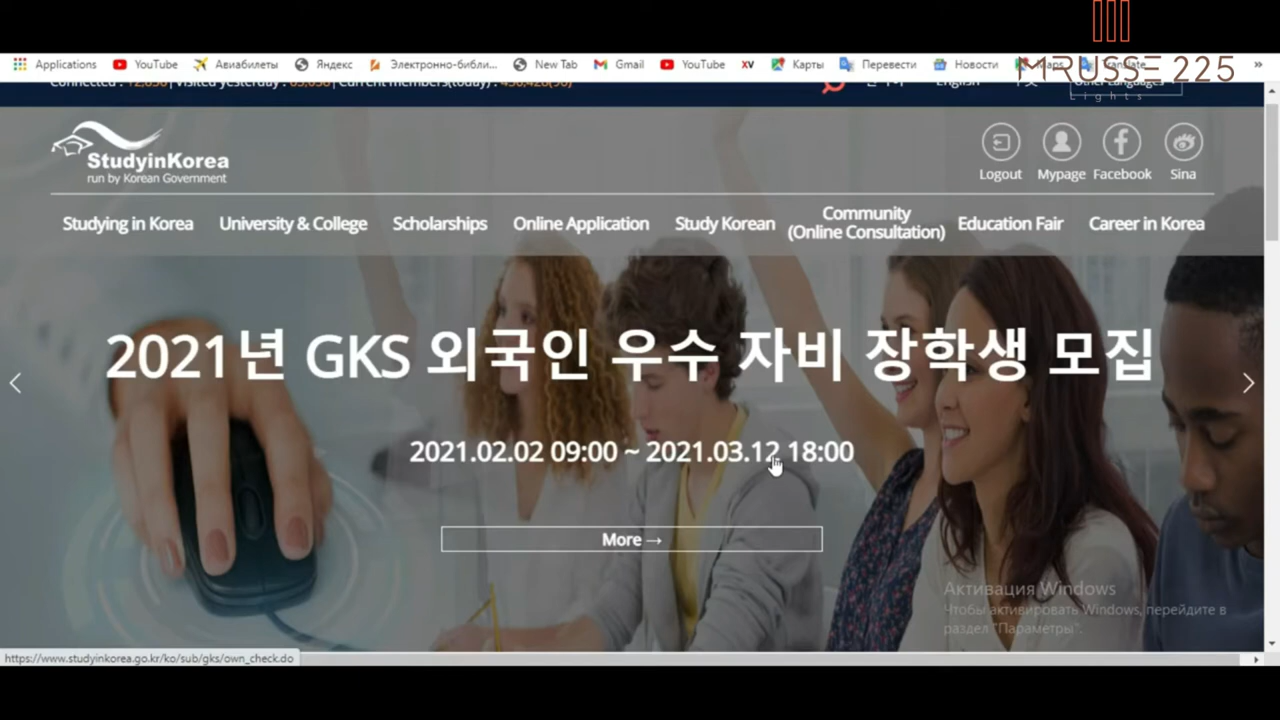 Applications YouTube Авиабилеты Яндекс Электронно-библи... New Tab Gmail YouTube XV Карты Перевести Новости Maps Translate »
MRUSSE 225
Lights
English
Other Languages
StudyinKorea
run by Korean Government
Logout Mypage Facebook Sina
Studying in Korea University & College Scholarships Online Application Study Korean Community (Online Consultation) Education Fair Career in Korea
2021년 GKS 외국인 우수 자비 장학생 모집
2021.02.02 09:00 ~ 2021.03.12 18:00
More →
Активация Windows
Чтобы активировать Windows, перейдите в
раздел "Параметры".
https://www.studyinkorea.go.kr/ko/sub/gks/own_check.do